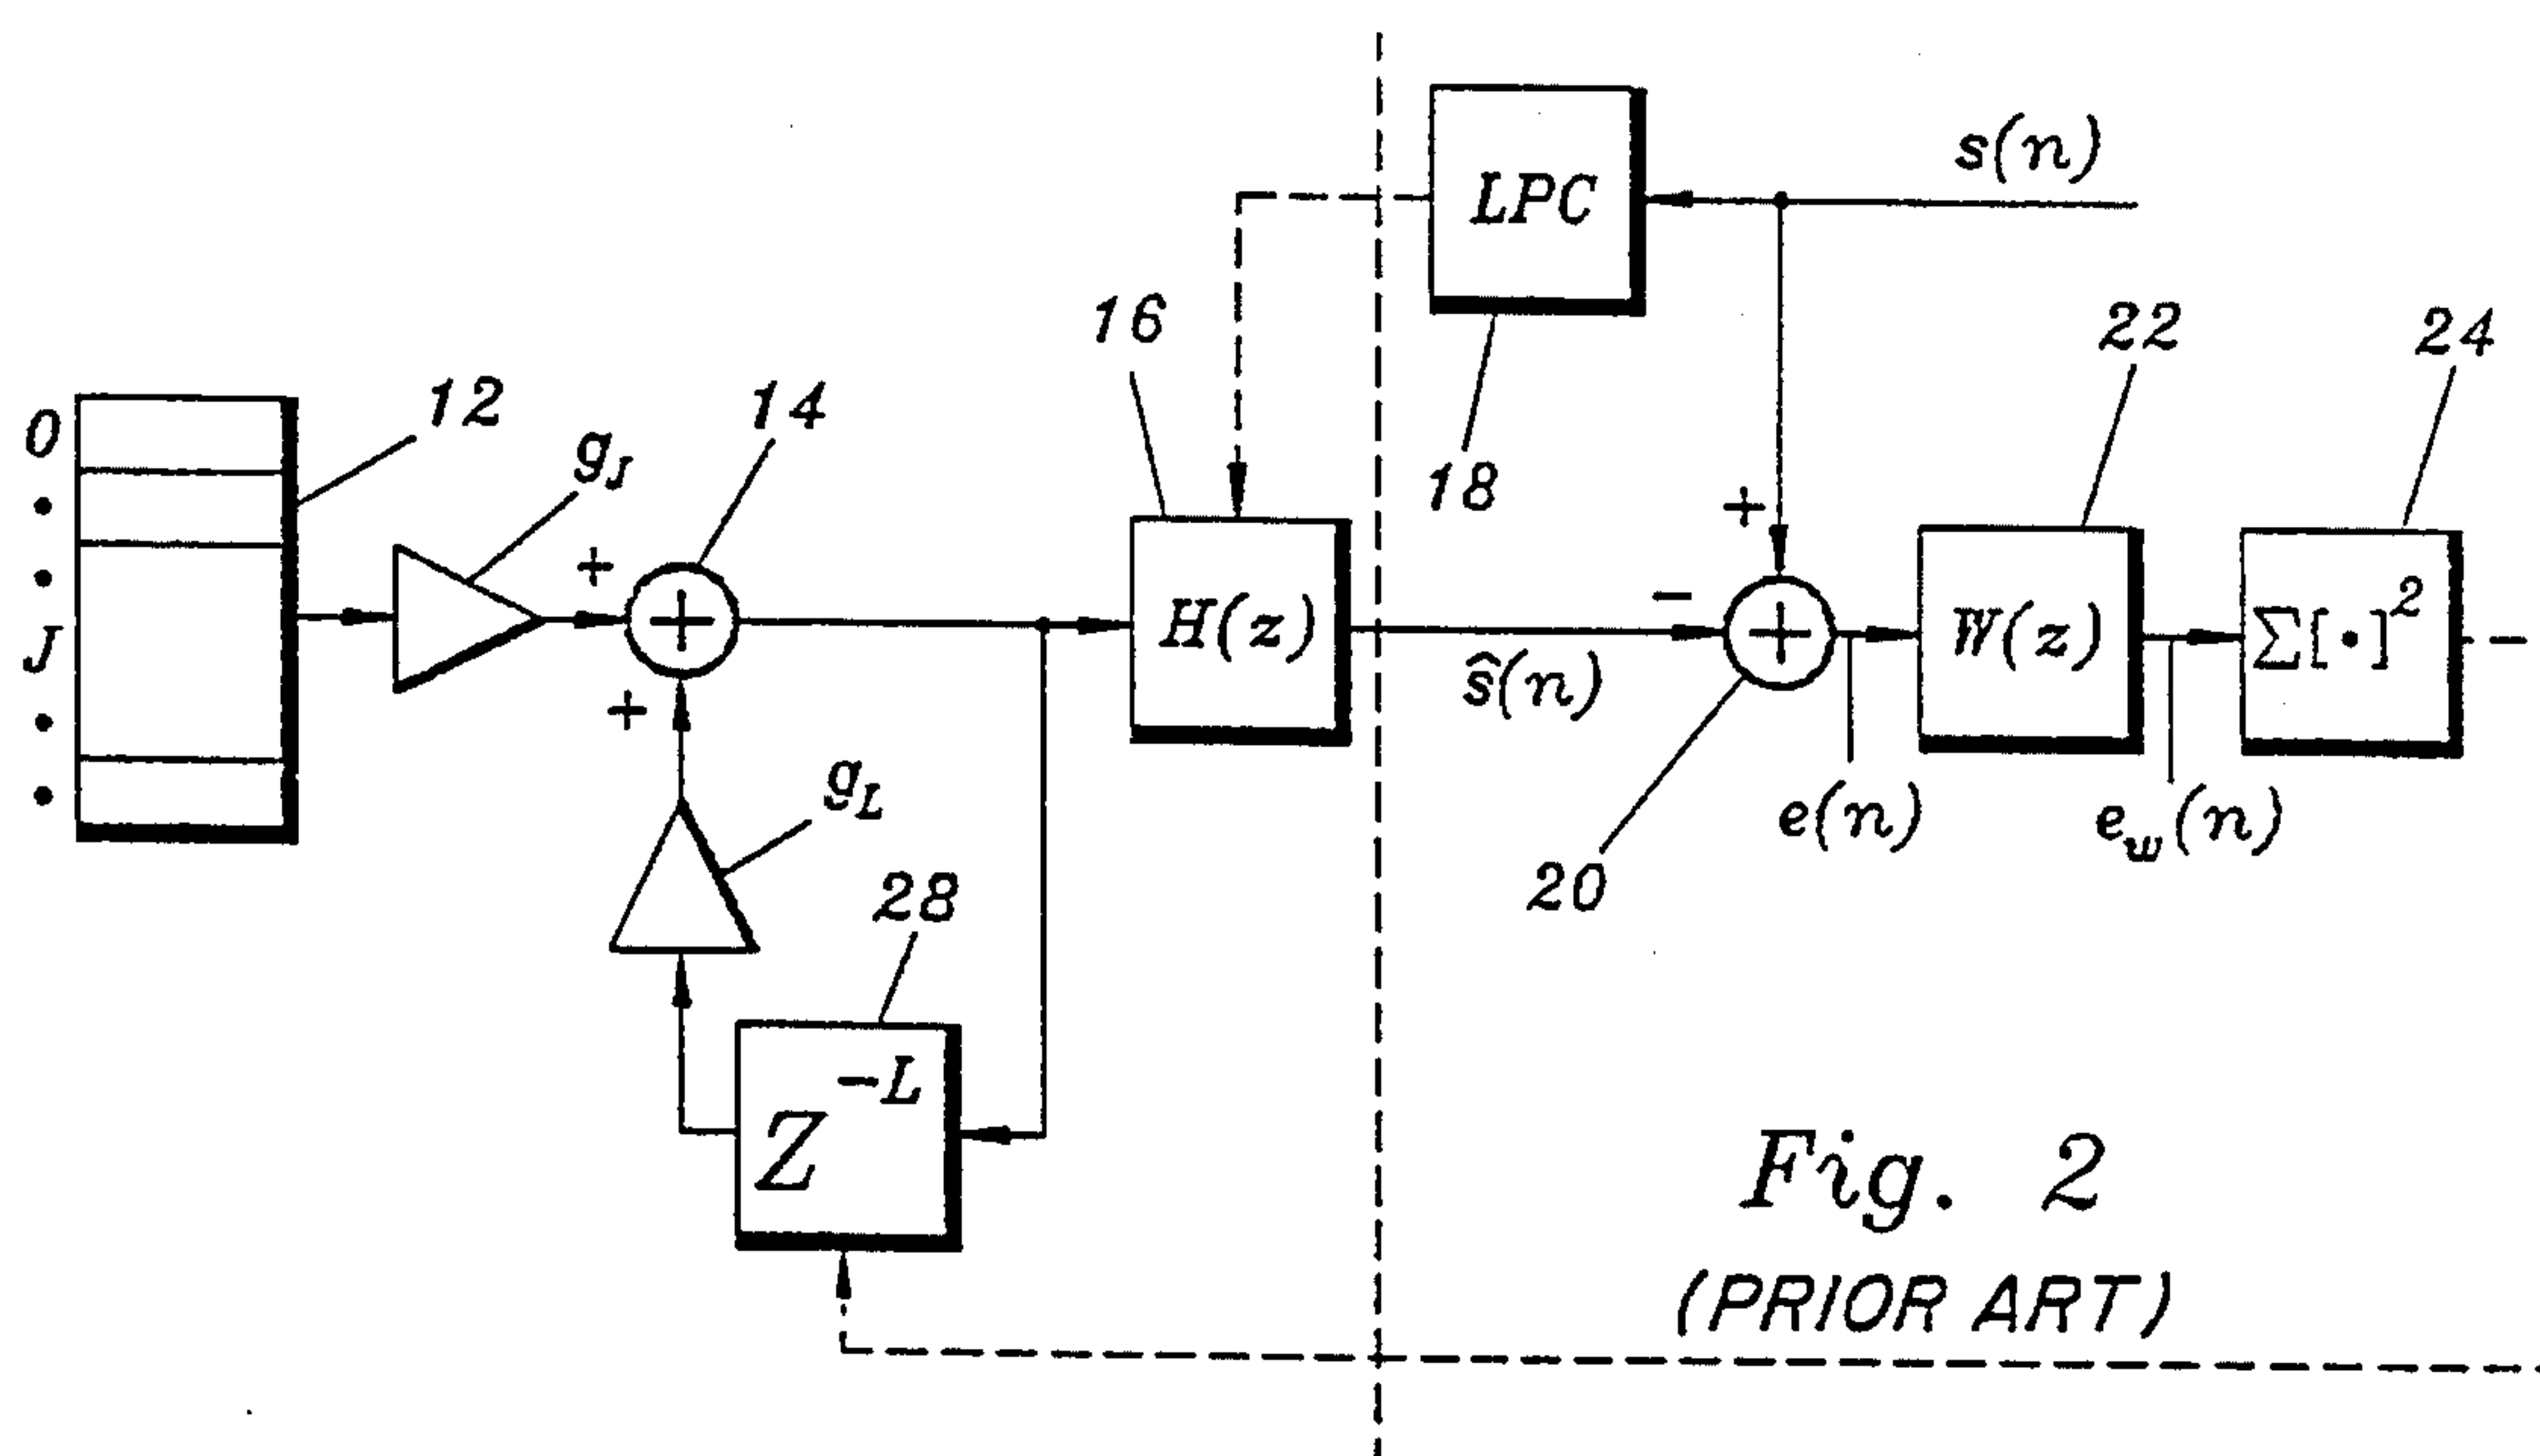 LPC
s(n)
18
16
22
24
0
12
g_J
14
+
+
+
J
+
H(z)
−
ŝ(n)
+
W(z)
Σ[•]²
g_L
20
e(n)
e_w(n)
28
Z^-L
Fig. 2
(PRIOR ART)